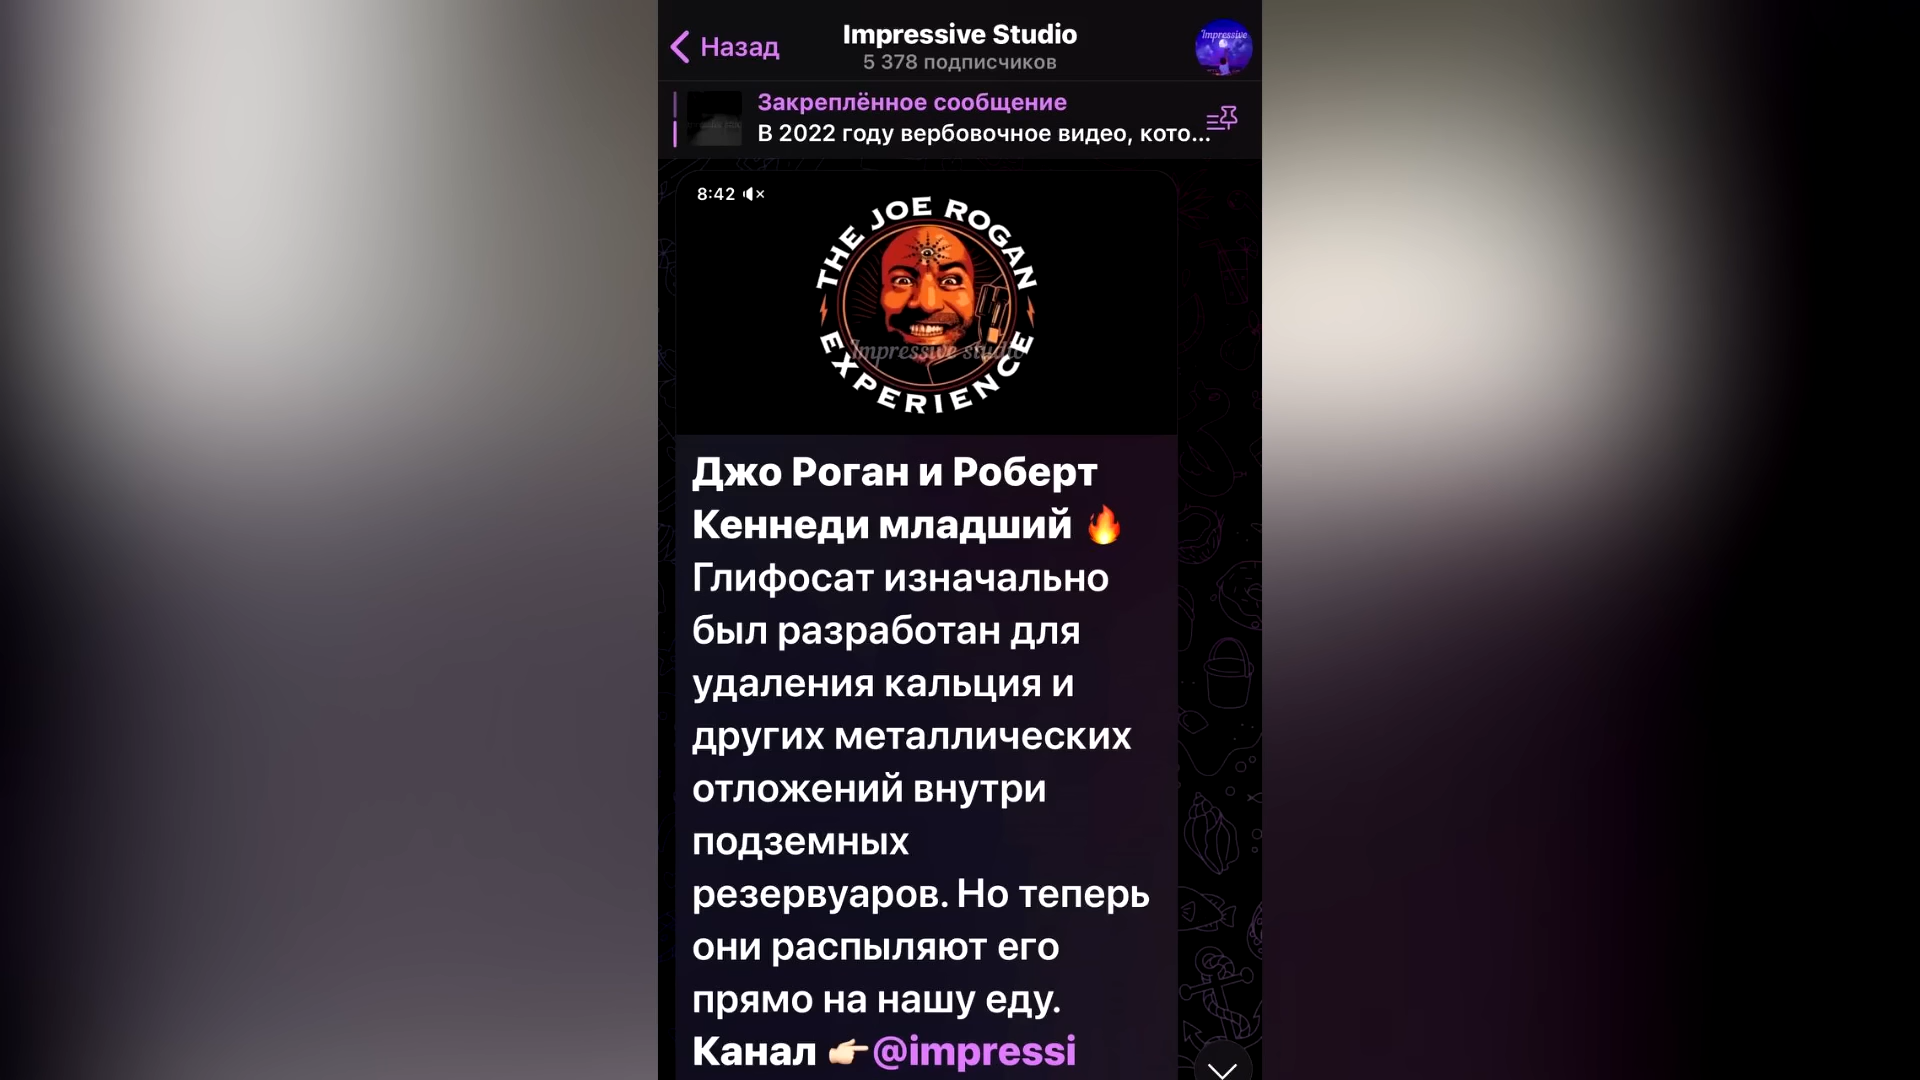 Назад
Impressive Studio
5 378 подписчиков
Impressive
Закреплённое сообщение
В 2022 году вербовочное видео, кото...
8:42
THE JOE ROGAN
EXPERIENCE
Impressive studio
Джо Роган и Роберт
Кеннеди младший 🔥
Глифосат изначально
был разработан для
удаления кальция и
других металлических
отложений внутри
подземных
резервуаров. Но теперь
они распыляют его
прямо на нашу еду.
Канал 👉🏻@impressi